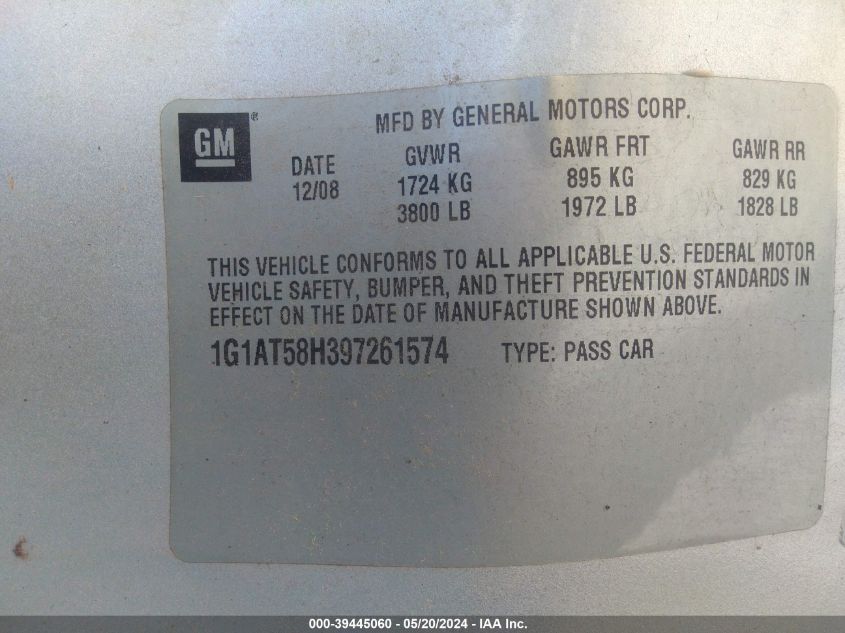 GM®
MFD BY GENERAL MOTORS CORP.
DATE GVWR GAWR FRT GAWR RR
12/08 1724 KG 895 KG 829 KG
3800 LB 1972 LB 1828 LB
THIS VEHICLE CONFORMS TO ALL APPLICABLE U.S. FEDERAL MOTOR
VEHICLE SAFETY, BUMPER, AND THEFT PREVENTION STANDARDS IN
EFFECT ON THE DATE OF MANUFACTURE SHOWN ABOVE.
1G1AT58H397261574 TYPE: PASS CAR
000-39445060 | 05/20/2024 | IAA Inc.